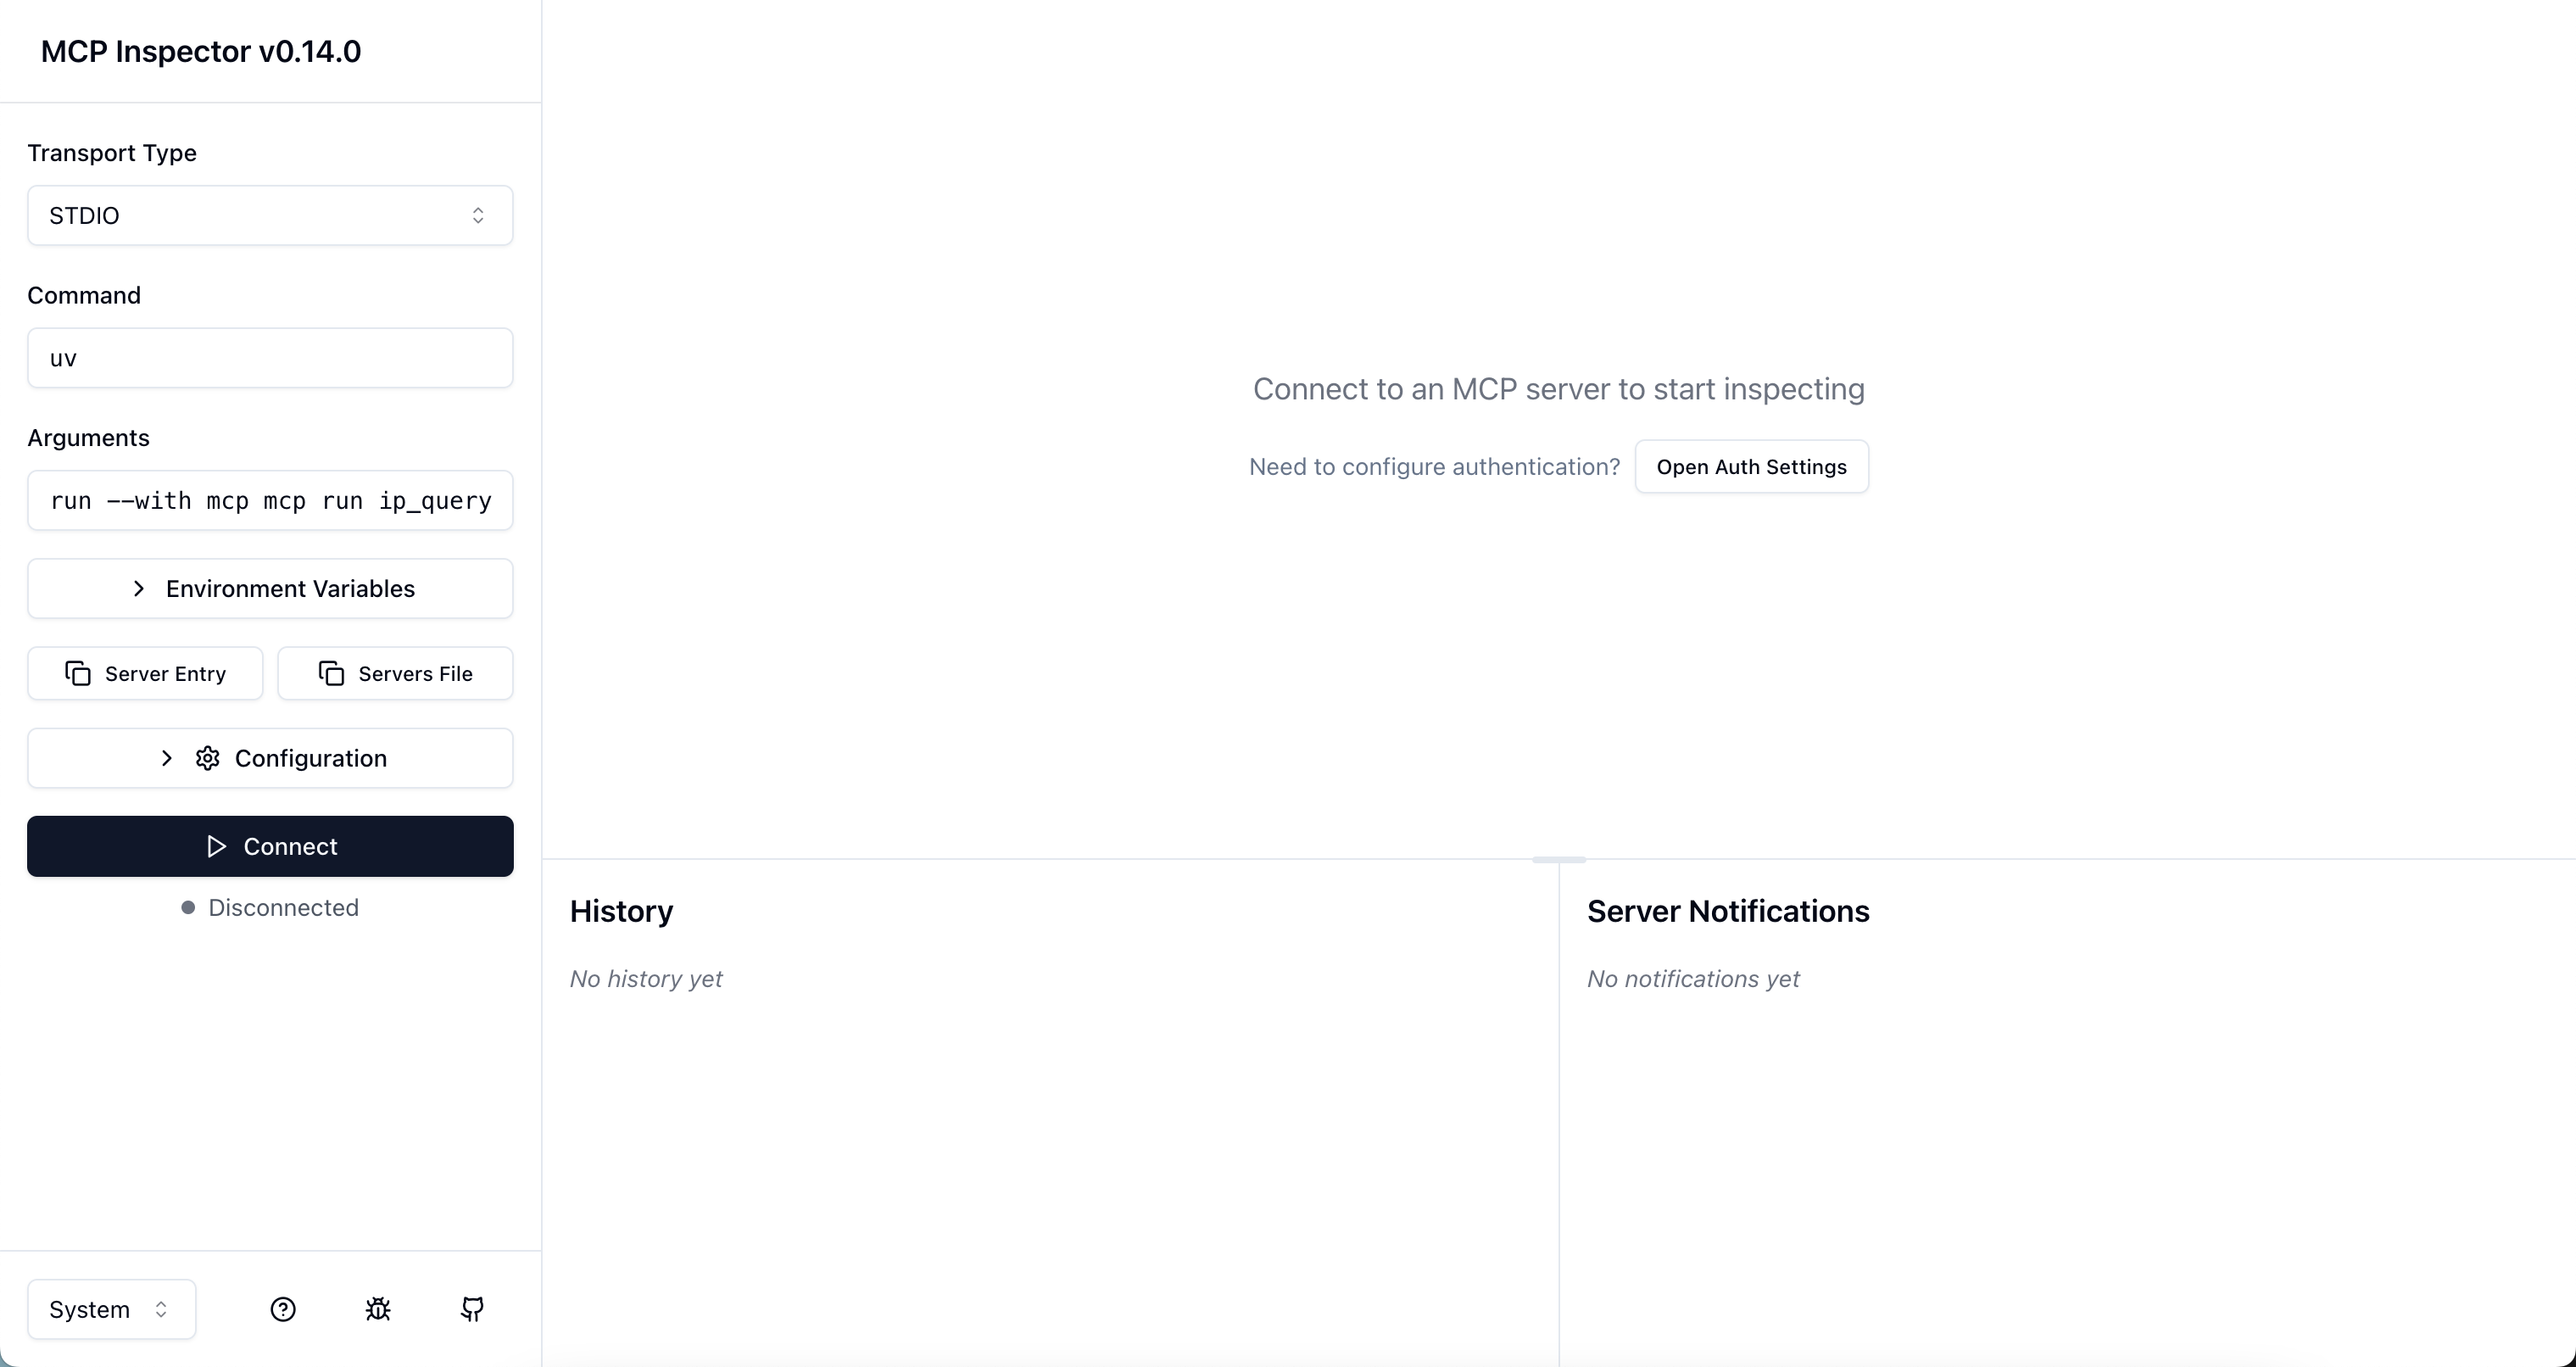 MCP Inspector v0.14.0
Transport Type
STDIO
Command
uv
Arguments
run --with mcp mcp run ip_query
Environment Variables
Server Entry
Servers File
Configuration
Connect
Disconnected
System
Connect to an MCP server to start inspecting
Need to configure authentication? Open Auth Settings
History
No history yet
Server Notifications
No notifications yet